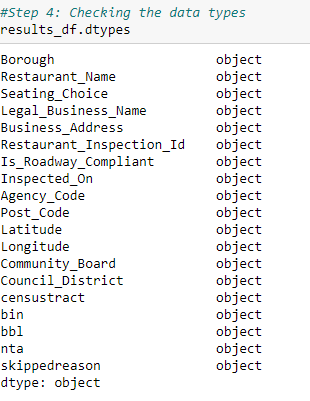 #Step 4: Checking the data types
results_df.dtypes
Borough object
Restaurant_Name object
Seating_Choice object
Legal_Business_Name object
Business_Address object
Restaurant_Inspection_Id object
Is_Roadway_Compliant object
Inspected_On object
Agency_Code object
Post_Code object
Latitude object
Longitude object
Community_Board object
Council_District object
censustract object
bin object
bbl object
nta object
skippedreason object
dtype: object